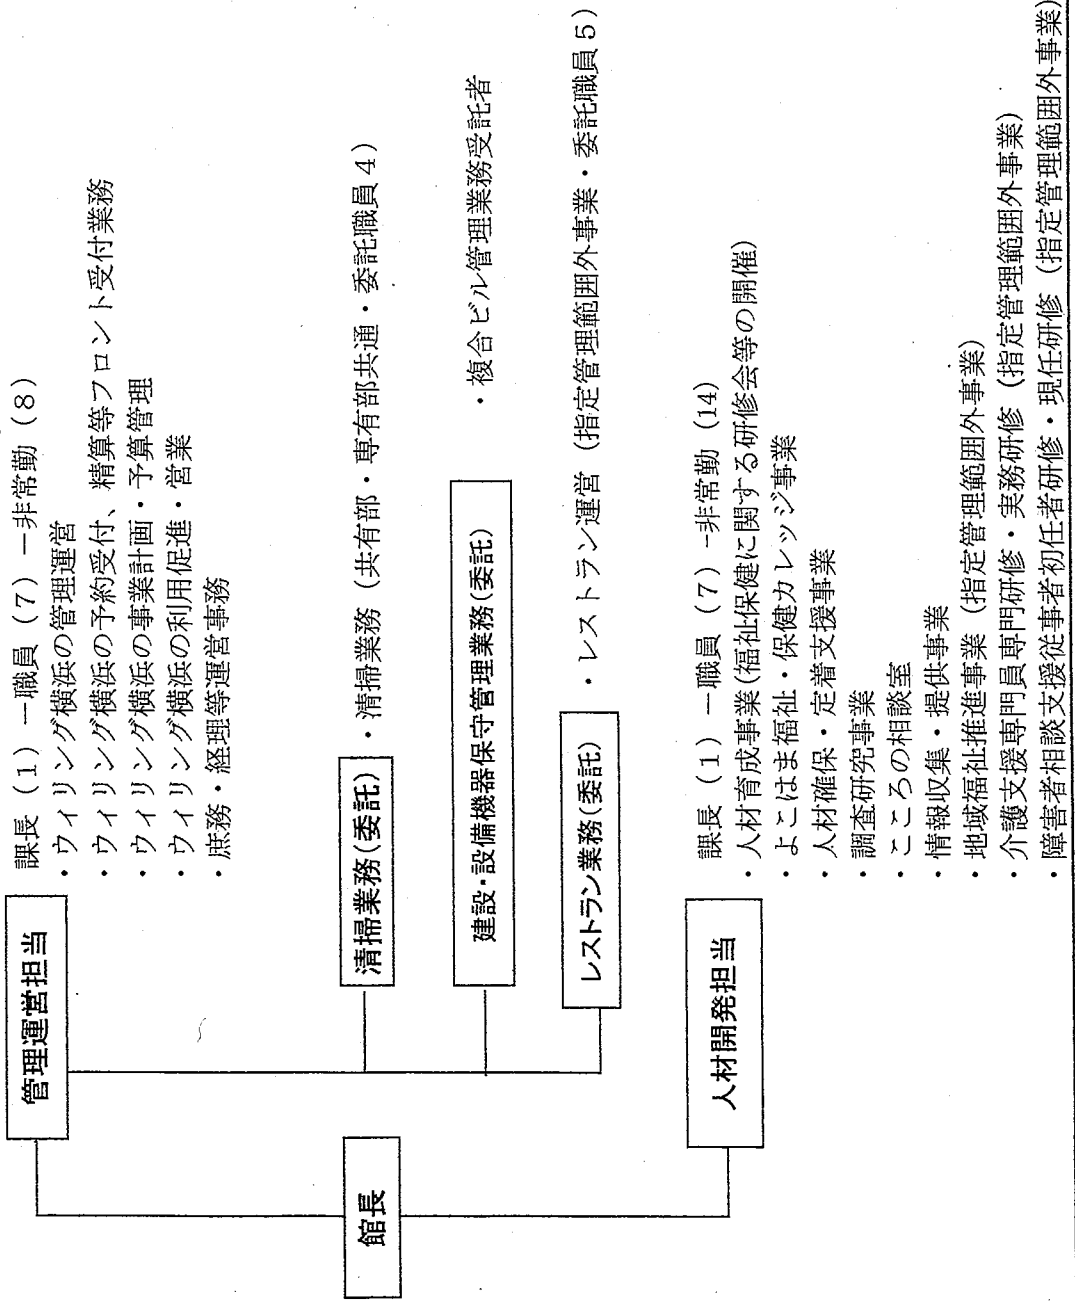 館長
管理運営担当
課長（1）－職員（7）－非常勤（8）
・ウィリング横浜の管理運営
・ウィリング横浜の予約受付、精算等フロント受付業務
・ウィリング横浜の事業計画・予算管理
・ウィリング横浜の利用促進・営業
・庶務・経理等運営事務
清掃業務(委託)
・清掃業務（共有部・専有部共通・委託職員４）
建設・設備機器保守管理業務(委託)
・複合ビル管理業務受託者
レストラン業務(委託)
・レストラン運営（指定管理範囲外事業・委託職員５）
人材開発担当
課長（1）－職員（7）－非常勤（14）
・人材育成事業(福祉保健に関する研修会等の開催)
・よこはま福祉・保健カレッジ事業
・人材確保・定着支援事業
・調査研究事業
・こころの相談室
・情報収集・提供事業
・地域福祉推進事業（指定管理範囲外事業）
・介護支援専門員専門研修・実務研修（指定管理範囲外事業）
・障害者相談支援従事者初任者研修・現任研修（指定管理範囲外事業）